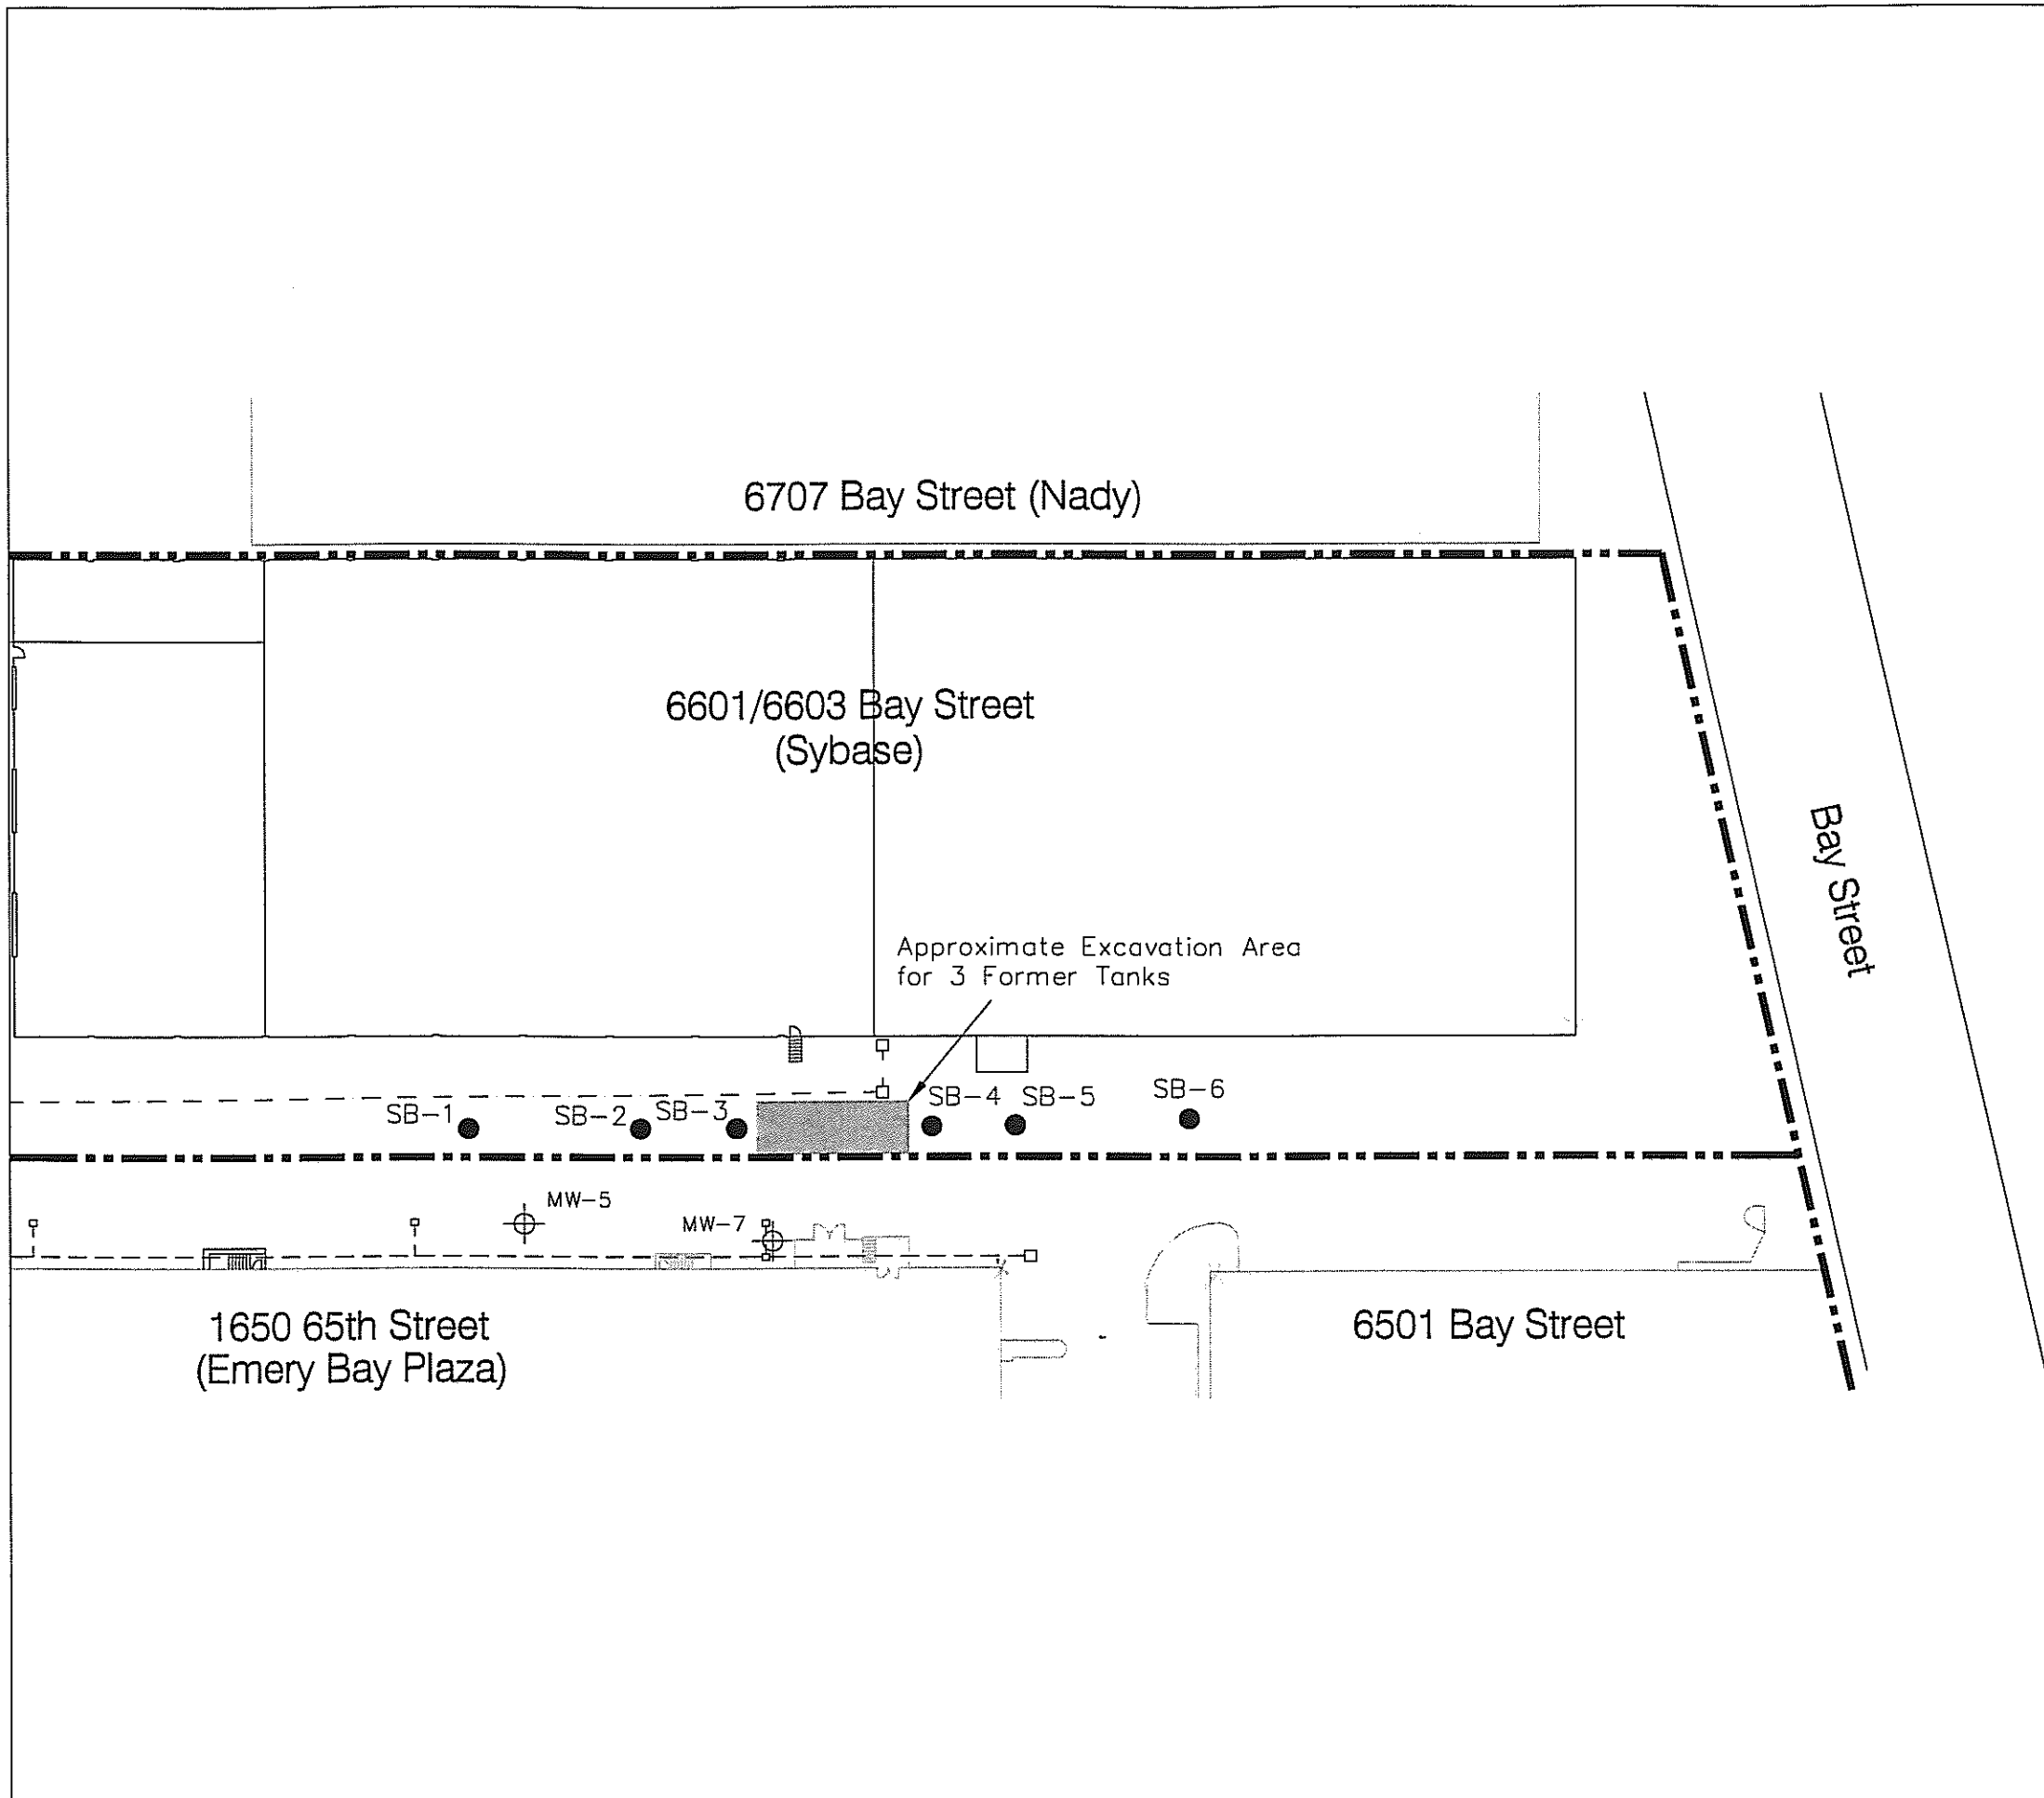 6707 Bay Street (Nady)
6601/6603 Bay Street
(Sybase)
Bay Street
Approximate Excavation Area
for 3 Former Tanks
SB-1
SB-2
SB-3
SB-4
SB-5
SB-6
MW-5
MW-7
1650 65th Street
(Emery Bay Plaza)
6501 Bay Street